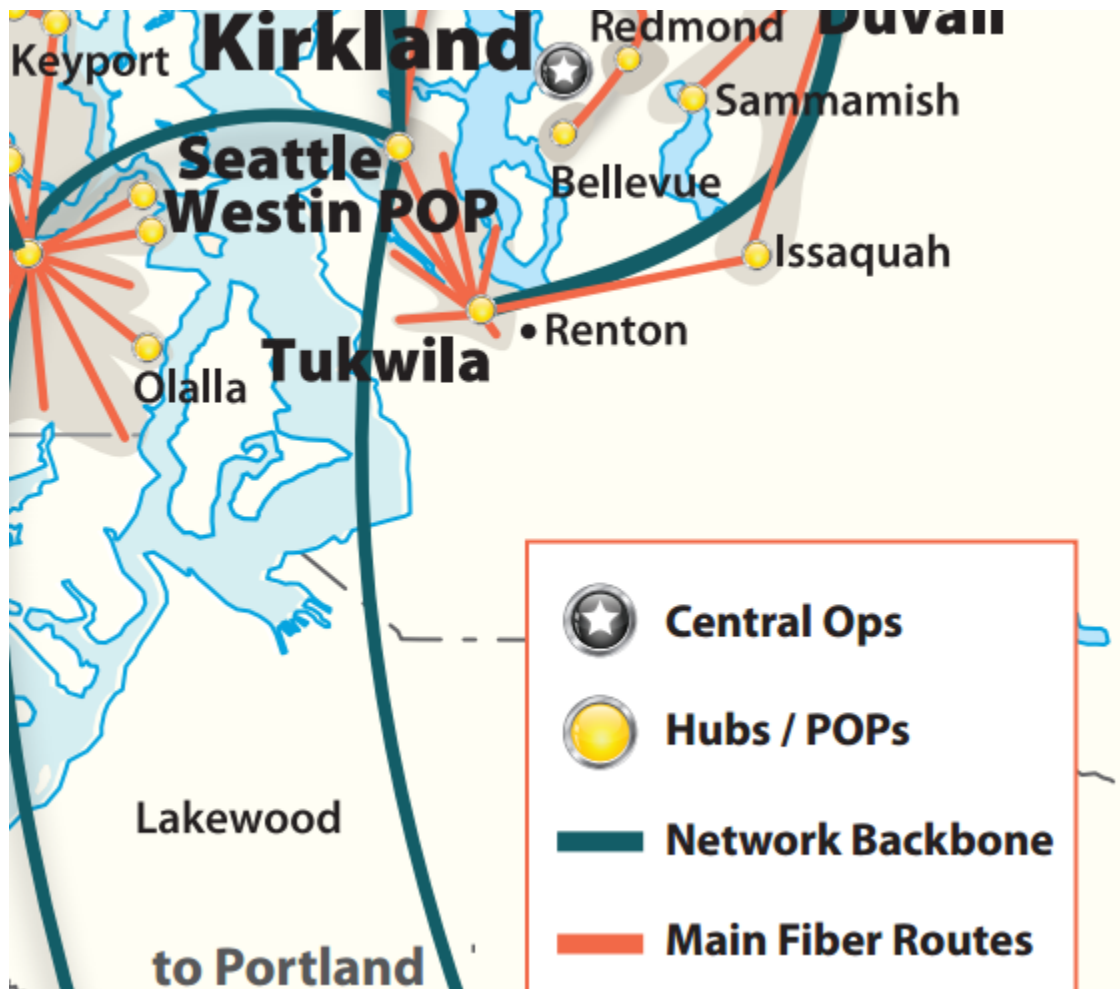 Keyport
Kirkland
Redmond
Duvall
Sammamish
Seattle
Westin POP
Bellevue
Issaquah
Renton
Tukwila
Olalla
Central Ops
Hubs / POPs
Lakewood
Network Backbone
to Portland
Main Fiber Routes